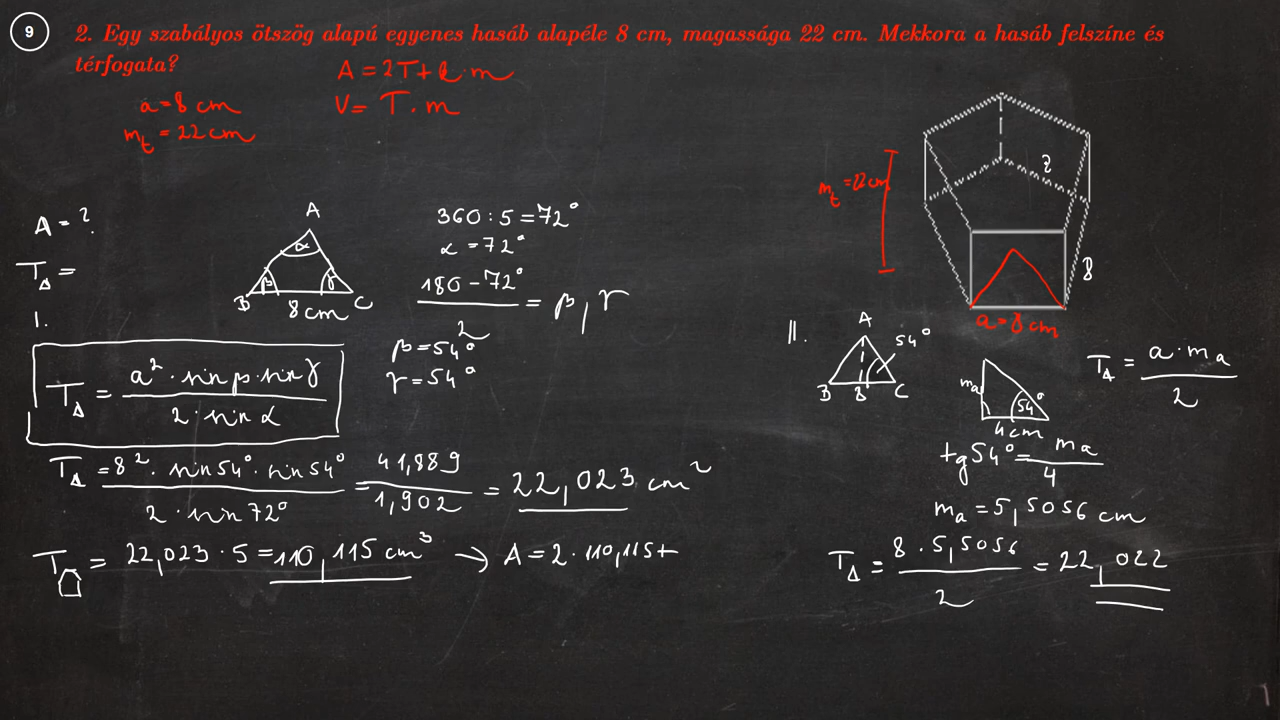 9
2. Egy szabályos ötszög alapú egyenes hasáb alapéle 8 cm, magassága 22 cm. Mekkora a hasáb felszíne és
térfogata?
A = 2T + k · m
a = 8 cm
V = T · m
m_t = 22 cm
m_t = 22 cm
8
8
a = 8 cm
A = ?
T_Δ =
A
α
β
γ
B
8 cm
C
360 : 5 = 72°
α = 72°
(180 - 72°) / 2 = β, γ
β = 54°
γ = 54°
I.
T_Δ = (a² · sin β · sin γ) / (2 · sin α)
T_Δ = (8² · sin 54° · sin 54°) / (2 · sin 72°) = 41,889 / 1,902 = 22,023 cm²
T⌂ = 22,023 · 5 = 110,115 cm³ → A = 2 · 110,115 +
II.
A
54°
B
8
C
m_a
54°
4 cm
T_Δ = (a · m_a) / 2
tg 54° = m_a / 4
m_a = 5,5056 cm
T_Δ = (8 · 5,5056) / 2 = 22,022